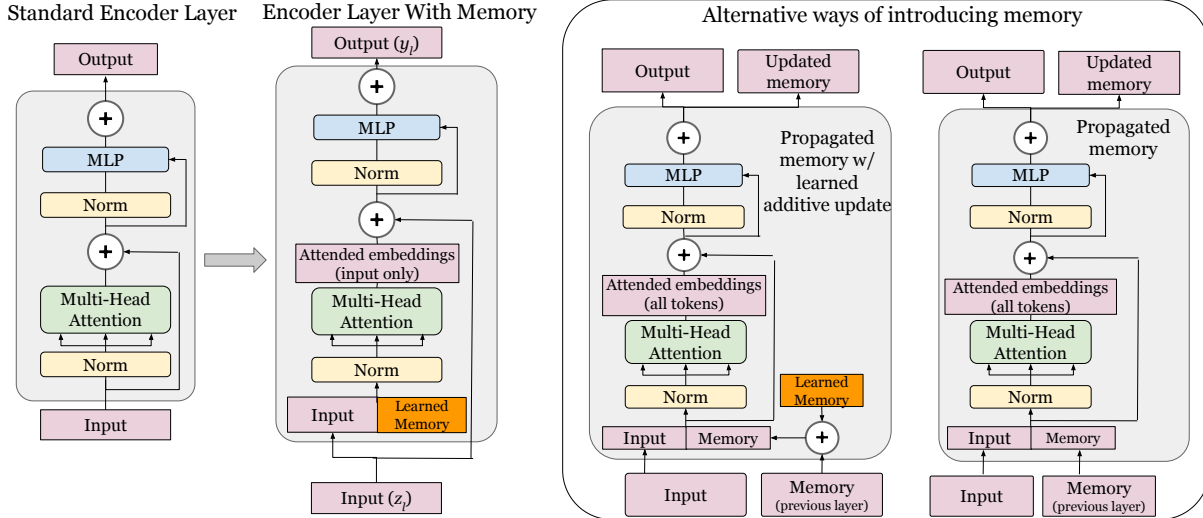 Standard Encoder Layer
Output
+
MLP
Norm
+
Multi-Head
Attention
Norm
Input
Encoder Layer With Memory
Output (y_l)
+
MLP
Norm
+
Attended embeddings
(input only)
Multi-Head
Attention
Norm
Input
Learned
Memory
Input (z_l)
Alternative ways of introducing memory
Output
Updated
memory
+
Propagated
memory w/
learned
additive update
MLP
Norm
+
Attended embeddings
(all tokens)
Multi-Head
Attention
Norm
Learned
Memory
Input
Memory
+
Input
Memory
(previous layer)
Output
Updated
memory
+
Propagated
memory
MLP
Norm
+
Attended embeddings
(all tokens)
Multi-Head
Attention
Norm
Input
Memory
Input
Memory
(previous layer)